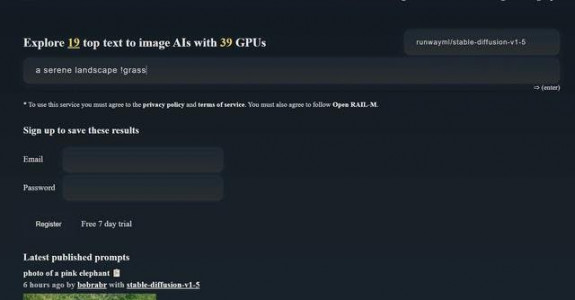 Explore 19 top text to image AIs with 39 GPUs
runwayml/stable-diffusion-v1-5
a serene landscape !grass
⇨ (enter)
* To use this service you must agree to the privacy policy and terms of service. You must also agree to follow Open RAIL-M.
Sign up to save these results
Email
Password
Register Free 7 day trial
Latest published prompts
photo of a pink elephant 📋
6 hours ago by bobrabr with stable-diffusion-v1-5